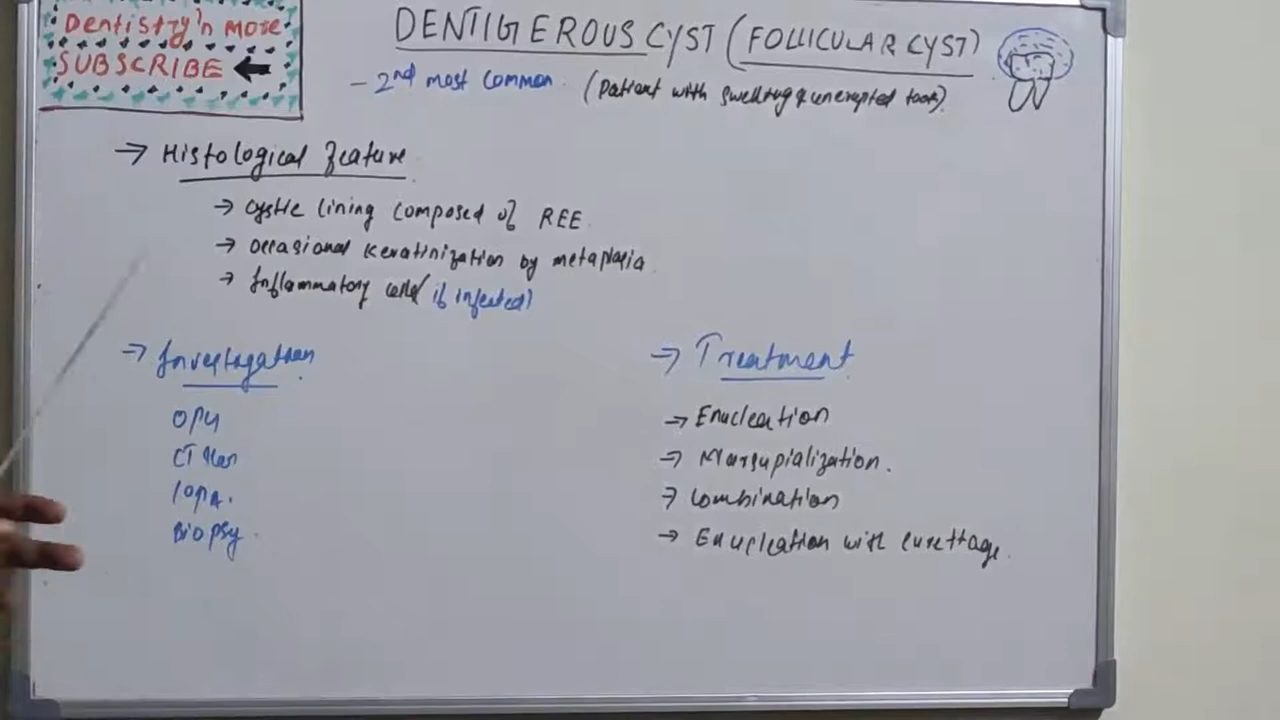 Dentistry'n more
SUBSCRIBE
DENTIGEROUS CYST (FOLLICULAR CYST)
- 2nd most common. (Patient with swelling & unerupted tooth)
→ Histological feature
→ cystic lining composed of REE
→ occasional keratinization by metaplasia
→ Inflammatory cells (if infected)
→ Investigation
OPG
CT scan
IOPA.
Biopsy.
→ Treatment
→ Enucleation
→ Marsupialization.
→ Combination
→ Enucleation with curettage.